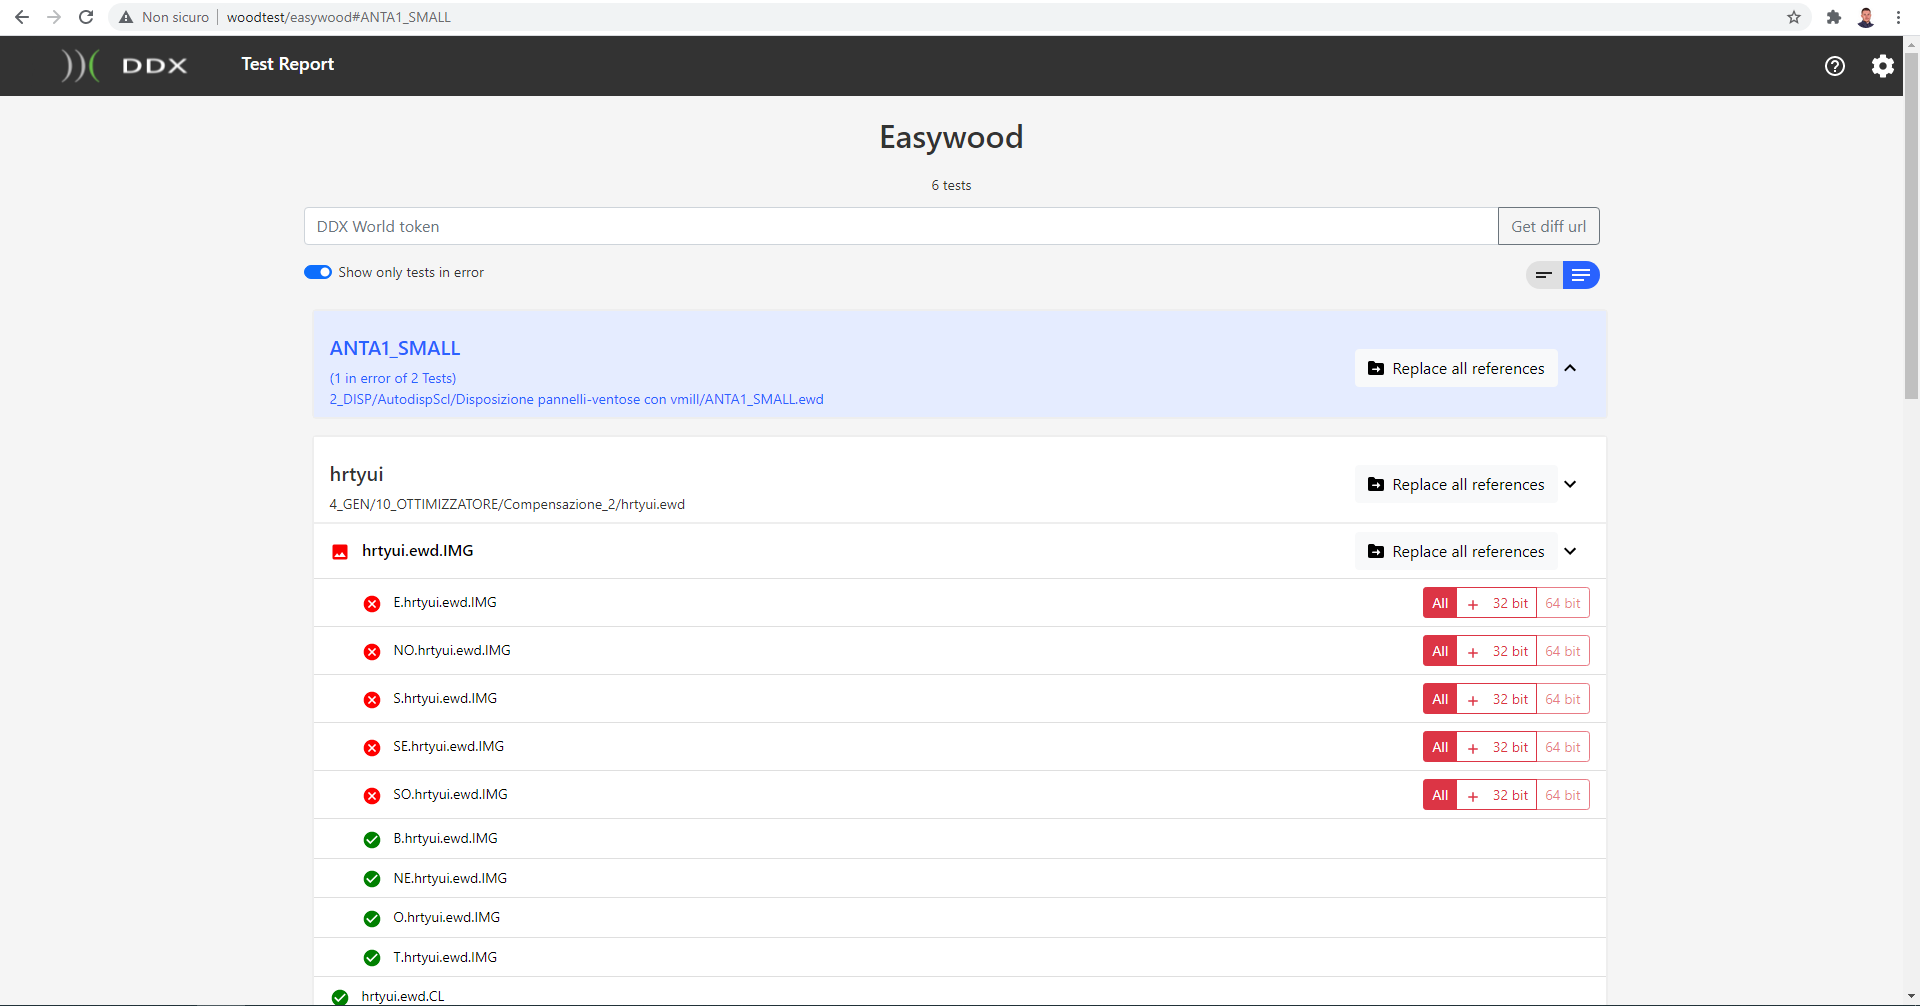 Non sicuro | woodtest/easywood#ANTA1_SMALL
DDX Test Report
Easywood
6 tests
DDX World token Get diff url
Show only tests in error
ANTA1_SMALL
(1 in error of 2 Tests)
2_DISP/AutodispScl/Disposizione pannelli-ventose con vmill/ANTA1_SMALL.ewd
Replace all references
hrtyui
4_GEN/10_OTTIMIZZATORE/Compensazione_2/hrtyui.ewd
Replace all references
hrtyui.ewd.IMG Replace all references
E.hrtyui.ewd.IMG All + 32 bit 64 bit
NO.hrtyui.ewd.IMG All + 32 bit 64 bit
S.hrtyui.ewd.IMG All + 32 bit 64 bit
SE.hrtyui.ewd.IMG All + 32 bit 64 bit
SO.hrtyui.ewd.IMG All + 32 bit 64 bit
B.hrtyui.ewd.IMG
NE.hrtyui.ewd.IMG
O.hrtyui.ewd.IMG
T.hrtyui.ewd.IMG
hrtyui.ewd.CL